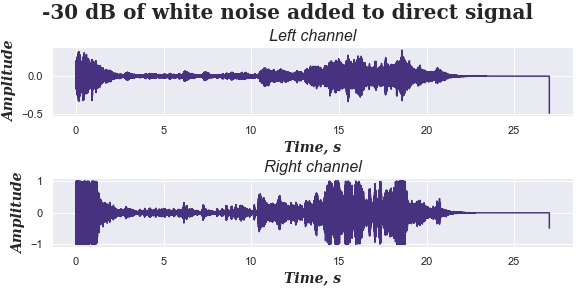 -30 dB of white noise added to direct signal
Left channel
Amplitude
0.0
−0.5
0 5 10 15 20 25
Time, s
Right channel
Amplitude
1
0
−1
0 5 10 15 20 25
Time, s